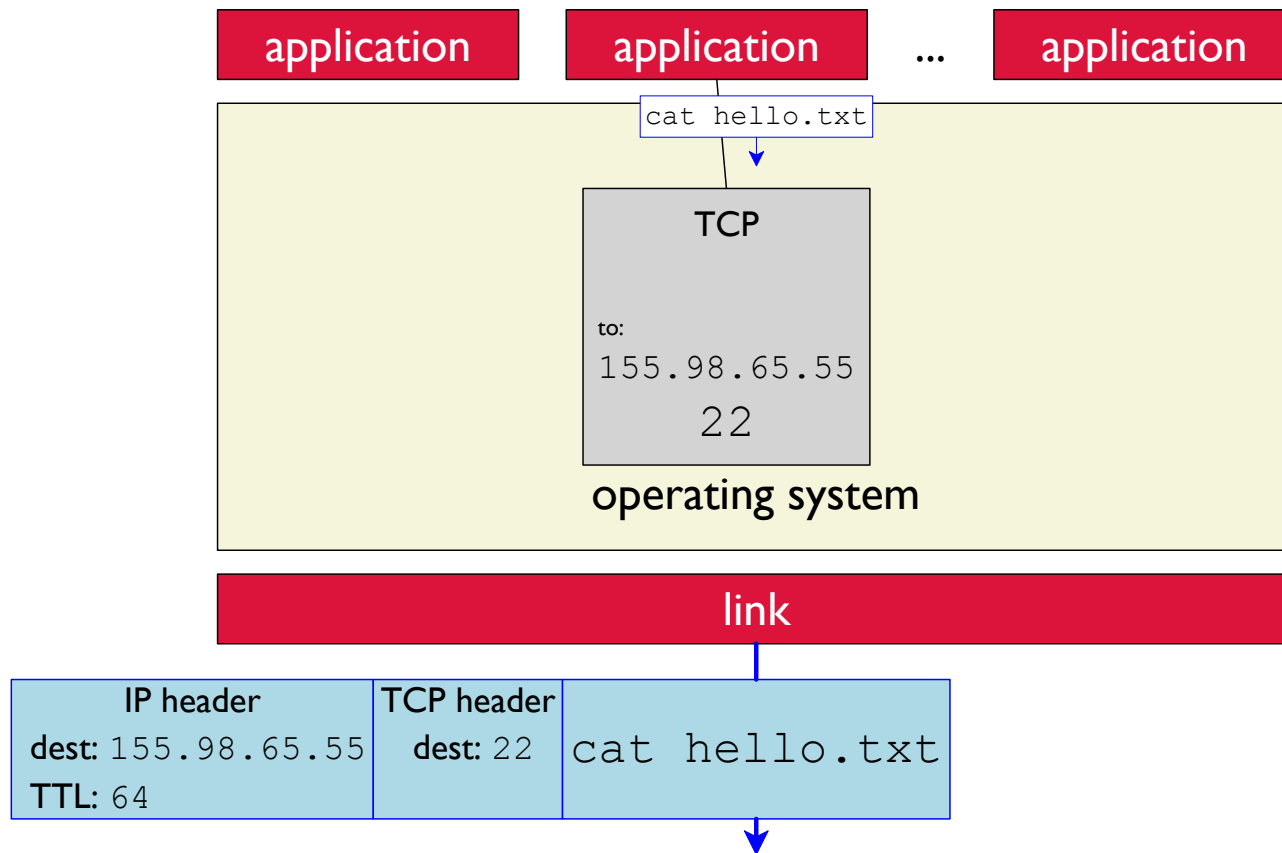 application application ... application
cat hello.txt
TCP
to:
155.98.65.55
22
operating system
link
IP header TCP header
dest: 155.98.65.55 dest: 22 cat hello.txt
TTL: 64